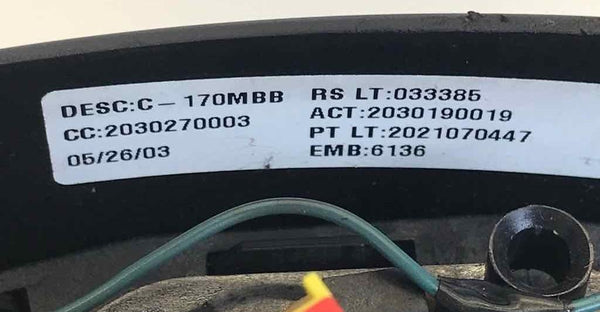 DESC:C-170MBB RS LT:033385
CC:2030270003 ACT:2030190019
05/26/03 PT LT:2021070447
EMB:6136